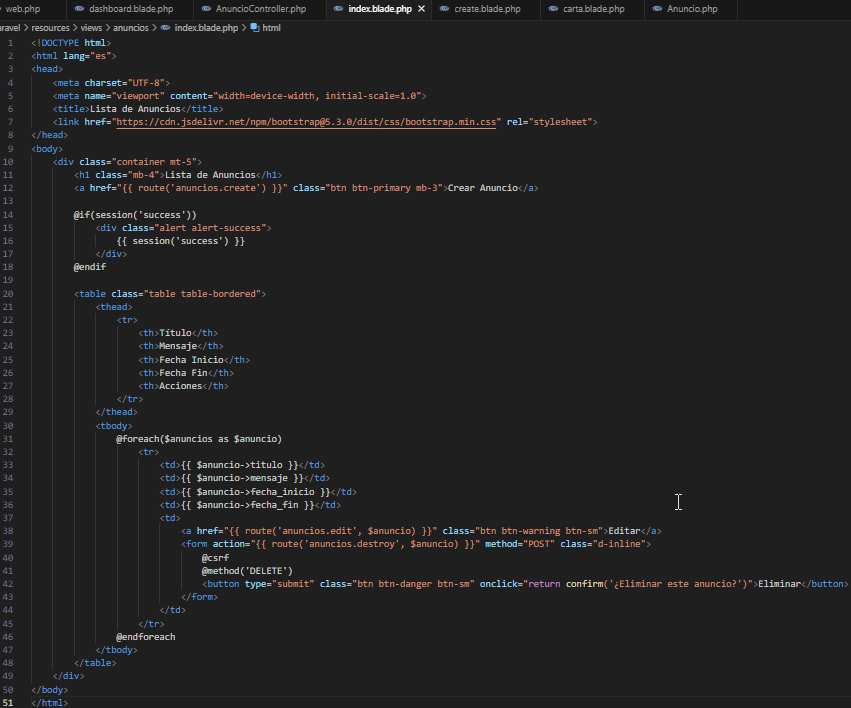 web.php dashboard.blade.php AnuncioController.php index.blade.php create.blade.php carta.blade.php Anuncio.php
aravel > resources > views > anuncios > index.blade.php > html
1 <!DOCTYPE html>
2 <html lang="es">
3 <head>
4 <meta charset="UTF-8">
5 <meta name="viewport" content="width=device-width, initial-scale=1.0">
6 <title>Lista de Anuncios</title>
7 <link href="https://cdn.jsdelivr.net/npm/bootstrap@5.3.0/dist/css/bootstrap.min.css" rel="stylesheet">
8 </head>
9 <body>
10 <div class="container mt-5">
11 <h1 class="mb-4">Lista de Anuncios</h1>
12 <a href="{{ route('anuncios.create') }}" class="btn btn-primary mb-3">Crear Anuncio</a>
13
14 @if(session('success'))
15 <div class="alert alert-success">
16 {{ session('success') }}
17 </div>
18 @endif
19
20 <table class="table table-bordered">
21 <thead>
22 <tr>
23 <th>Título</th>
24 <th>Mensaje</th>
25 <th>Fecha Inicio</th>
26 <th>Fecha Fin</th>
27 <th>Acciones</th>
28 </tr>
29 </thead>
30 <tbody>
31 @foreach($anuncios as $anuncio)
32 <tr>
33 <td>{{ $anuncio->titulo }}</td>
34 <td>{{ $anuncio->mensaje }}</td>
35 <td>{{ $anuncio->fecha_inicio }}</td>
36 <td>{{ $anuncio->fecha_fin }}</td>
37 <td>
38 <a href="{{ route('anuncios.edit', $anuncio) }}" class="btn btn-warning btn-sm">Editar</a>
39 <form action="{{ route('anuncios.destroy', $anuncio) }}" method="POST" class="d-inline">
40 @csrf
41 @method('DELETE')
42 <button type="submit" class="btn btn-danger btn-sm" onclick="return confirm('¿Eliminar este anuncio?')">Eliminar</button>
43 </form>
44 </td>
45 </tr>
46 @endforeach
47 </tbody>
48 </table>
49 </div>
50 </body>
51 </html>